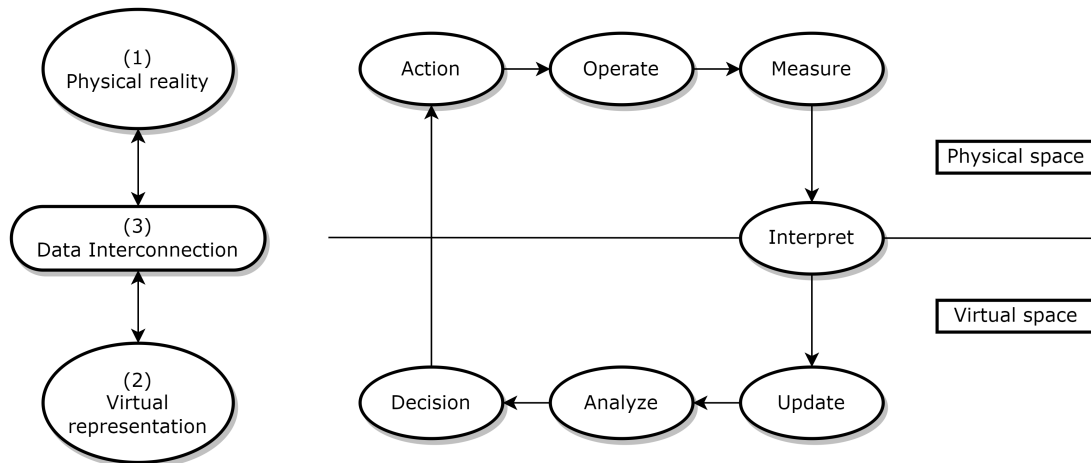 (1)
Physical reality
(3)
Data Interconnection
(2)
Virtual
representation
Action
Operate
Measure
Physical space
Interpret
Virtual space
Decision
Analyze
Update